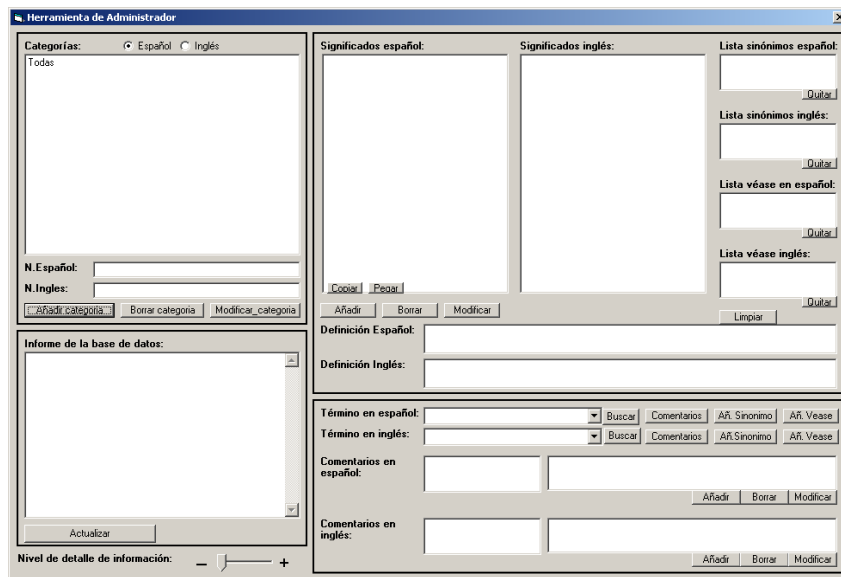 Herramienta de Administrador
Categorías: Español Inglés
Todas
N.Español:
N.Ingles:
Añadir categoria Borrar categoria Modificar_categoria
Informe de la base de datos:
Actualizar
Nivel de detalle de información: – +
Significados español: Significados inglés:
Copiar Pegar
Añadir Borrar Modificar
Lista sinónimos español:
Quitar
Lista sinónimos inglés:
Quitar
Lista véase en español:
Quitar
Lista véase inglés:
Quitar
Limpiar
Definición Español:
Definición Inglés:
Término en español: Buscar Comentarios Añ. Sinonimo Añ. Vease
Término en inglés: Buscar Comentarios Añ.Sinonimo Añ. Vease
Comentarios en
español:
Añadir Borrar Modificar
Comentarios en
inglés:
Añadir Borrar Modificar